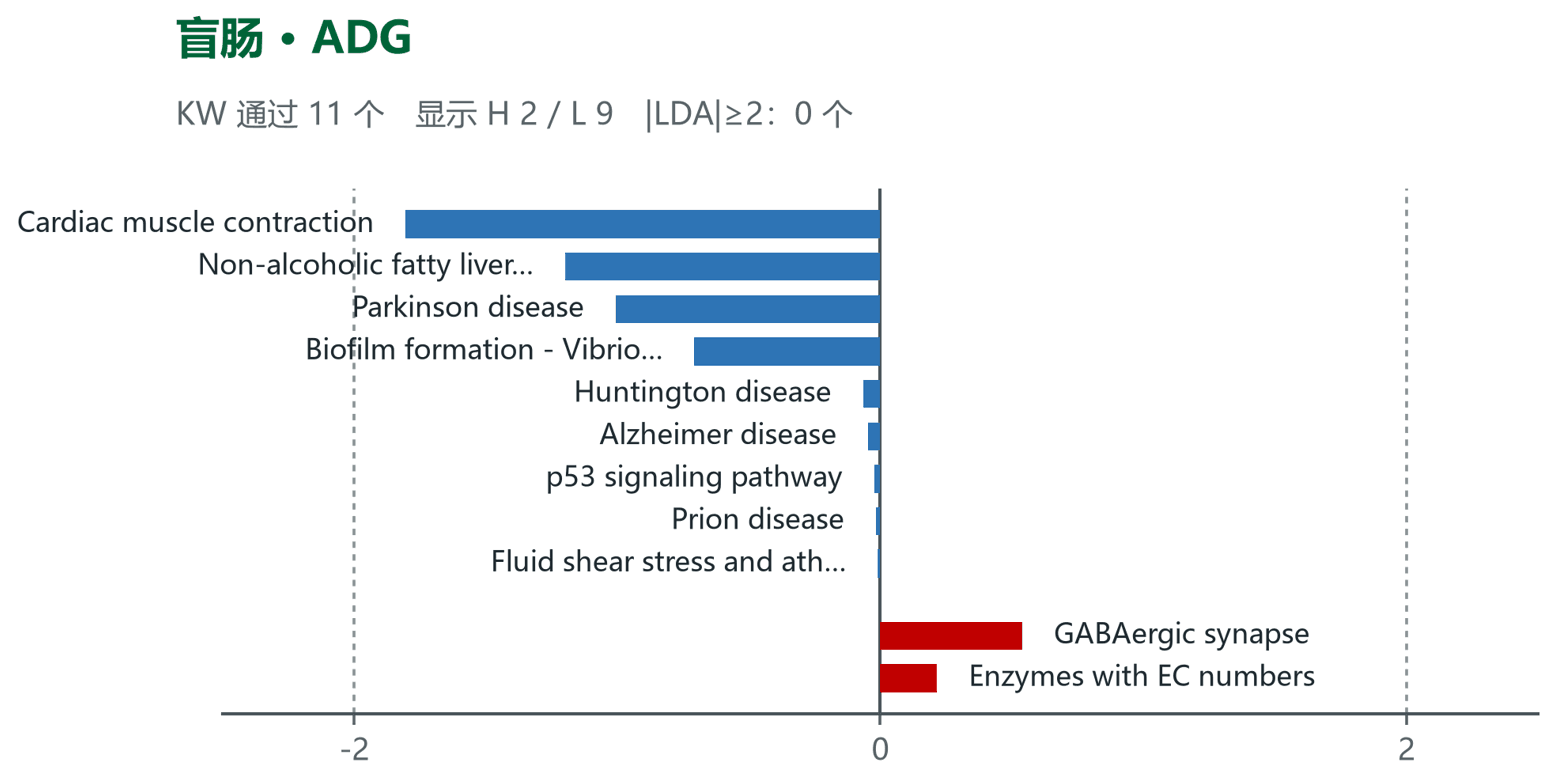 盲肠 • ADG
KW 通过 11 个 显示 H 2 / L 9 |LDA|≥2：0 个
Cardiac muscle contraction
Non-alcoholic fatty liver...
Parkinson disease
Biofilm formation - Vibrio...
Huntington disease
Alzheimer disease
p53 signaling pathway
Prion disease
Fluid shear stress and ath...
GABAergic synapse
Enzymes with EC numbers
-2 0 2